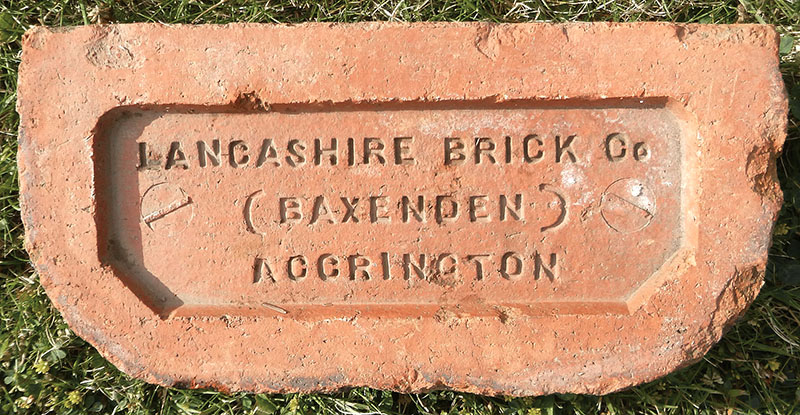 LANCASHIRE BRICK Co
(BAXENDEN)
ACCRINGTON